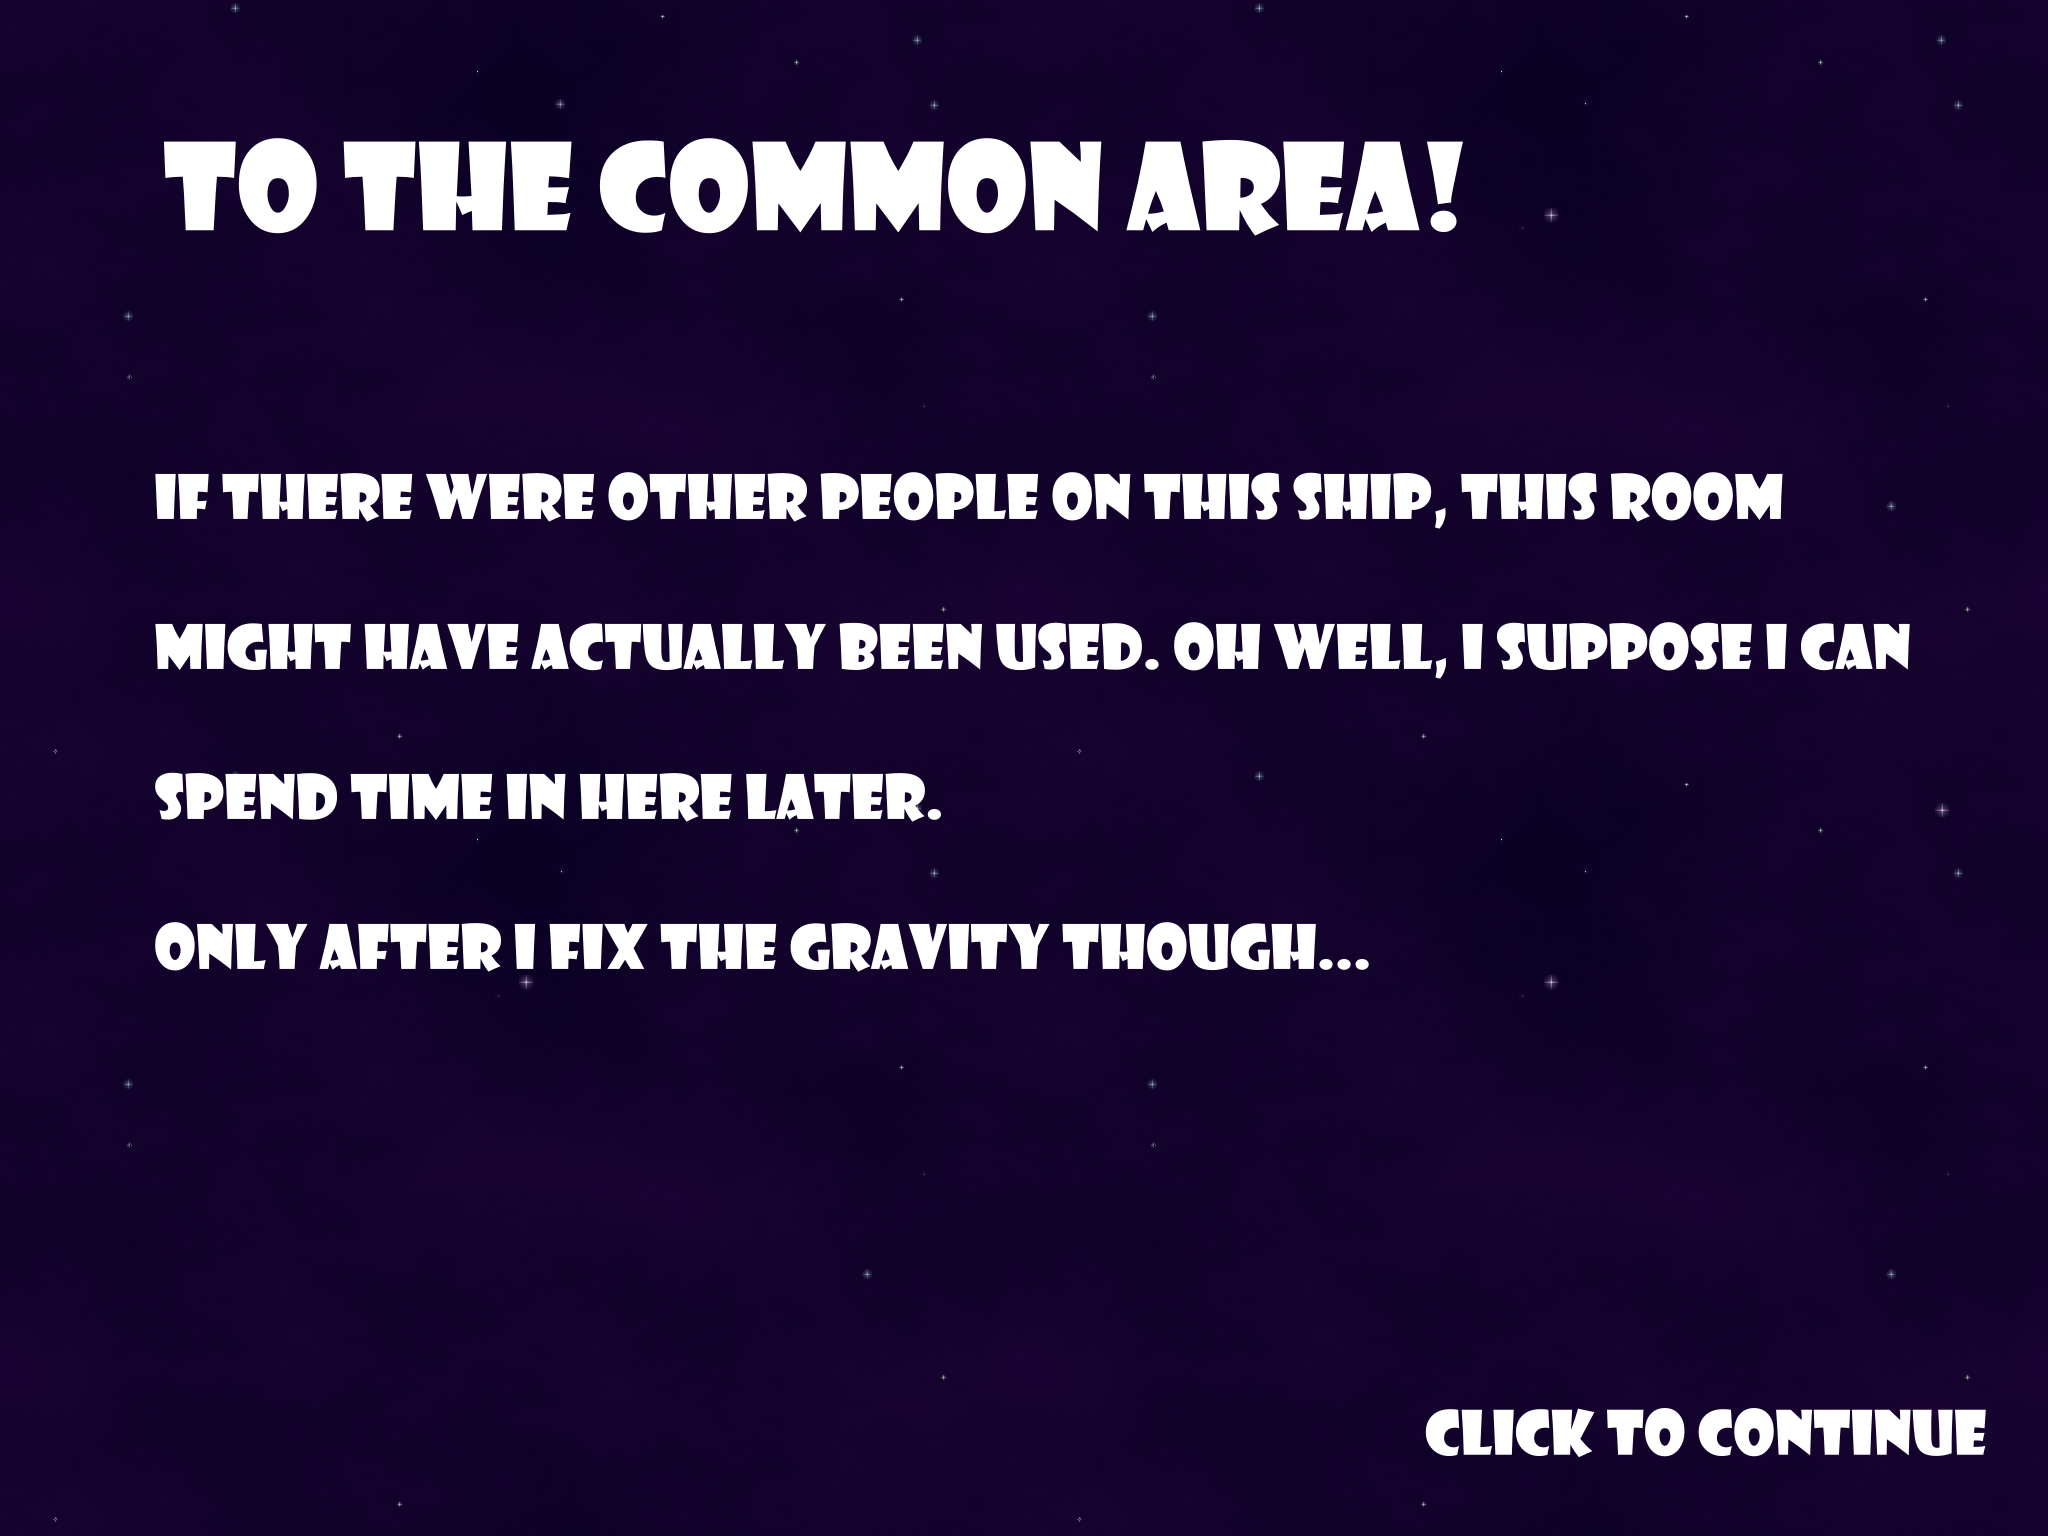 TO THE COMMON AREA!
IF THERE WERE OTHER PEOPLE ON THIS SHIP, THIS ROOM
MIGHT HAVE ACTUALLY BEEN USED. OH WELL, I SUPPOSE I CAN
SPEND TIME IN HERE LATER.
ONLY AFTER I FIX THE GRAVITY THOUGH...
CLICK TO CONTINUE